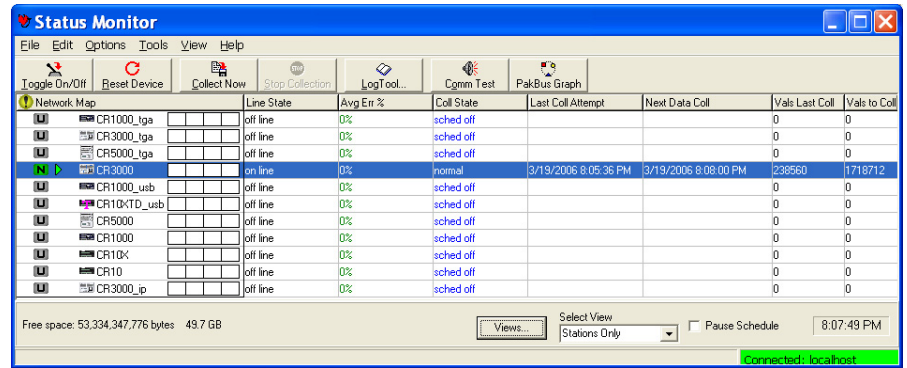 Status Monitor
File Edit Options Tools View Help
Toggle On/Off Reset Device Collect Now Stop Collection LogTool... Comm Test PakBus Graph
Network Map Line State Avg Err % Coll State Last Coll Attempt Next Data Coll Vals Last Coll Vals to Coll
U CR1000_tga off line 0% sched off 0 0
U CR3000_tga off line 0% sched off 0 0
U CR5000_tga off line 0% sched off 0 0
N CR3000 on line 0% normal 3/19/2006 8:05:36 PM 3/19/2006 8:08:00 PM 238560 1718712
U CR1000_usb off line 0% sched off 0 0
U CR10XTD_usb off line 0% sched off 0 0
U CR5000 off line 0% sched off 0 0
U CR1000 off line 0% sched off 0 0
U CR10X off line 0% sched off 0 0
U CR10 off line 0% sched off 0 0
U CR3000_ip off line 0% sched off 0 0
Select View
Free space: 53,334,347,776 bytes 49.7 GB Views... Stations Only Pause Schedule 8:07:49 PM
Connected: localhost